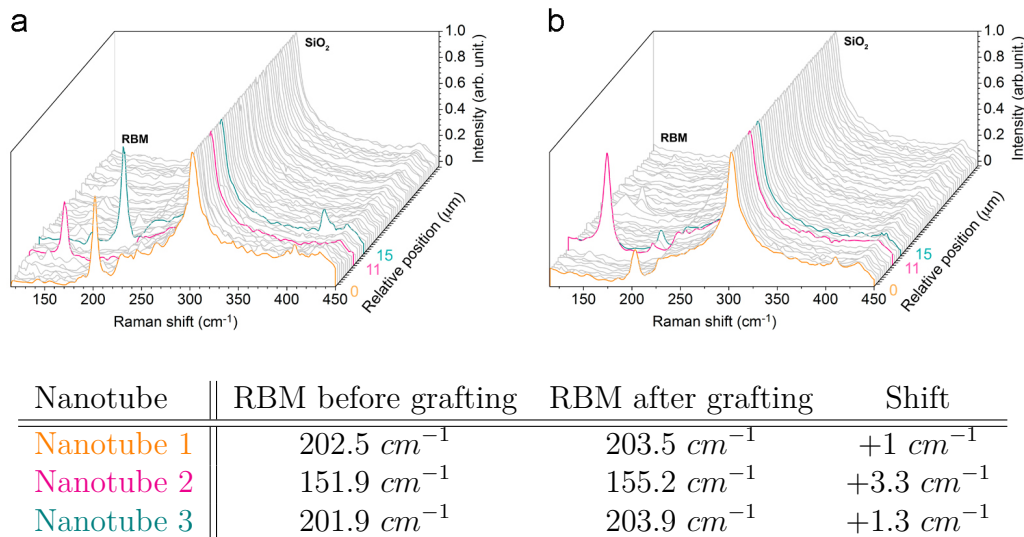 a
SiO₂
RBM
Intensity (arb.unit.)
1.0
0.8
0.6
0.4
0.2
0
Relative position (µm)
15
11
0
100 150 200 250 300 350 400 450
Raman shift (cm⁻¹)
b
SiO₂
RBM
Intensity (arb.unit.)
1.0
0.8
0.6
0.4
0.2
0
Relative position (µm)
15
11
0
150 200 250 300 350 400 450
Raman shift (cm⁻¹)
Nanotube RBM before grafting RBM after grafting Shift
Nanotube 1 202.5 cm⁻¹ 203.5 cm⁻¹ +1 cm⁻¹
Nanotube 2 151.9 cm⁻¹ 155.2 cm⁻¹ +3.3 cm⁻¹
Nanotube 3 201.9 cm⁻¹ 203.9 cm⁻¹ +1.3 cm⁻¹